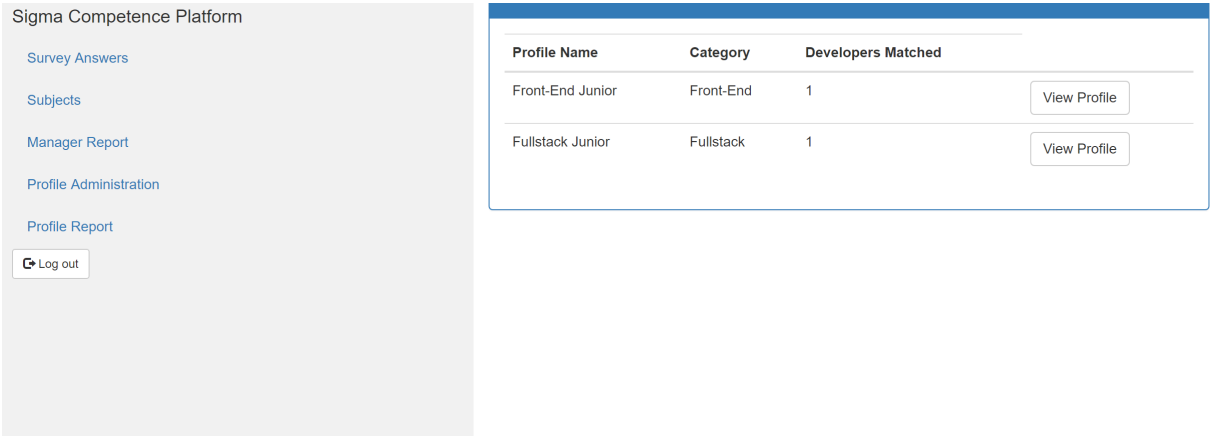 Sigma Competence Platform
Survey Answers
Subjects
Manager Report
Profile Administration
Profile Report
Log out
Profile Name Category Developers Matched
Front-End Junior Front-End 1 View Profile
Fullstack Junior Fullstack 1 View Profile